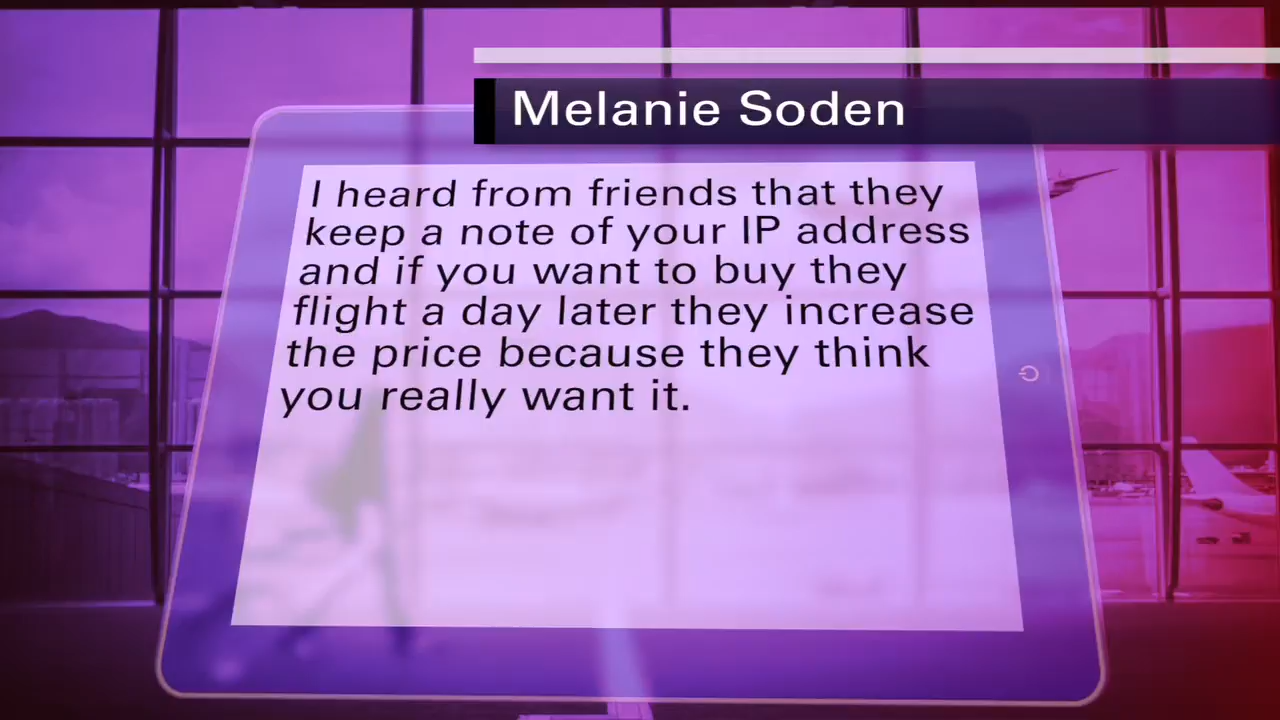 Melanie Soden
I heard from friends that they
keep a note of your IP address
and if you want to buy they
flight a day later they increase
the price because they think
you really want it.